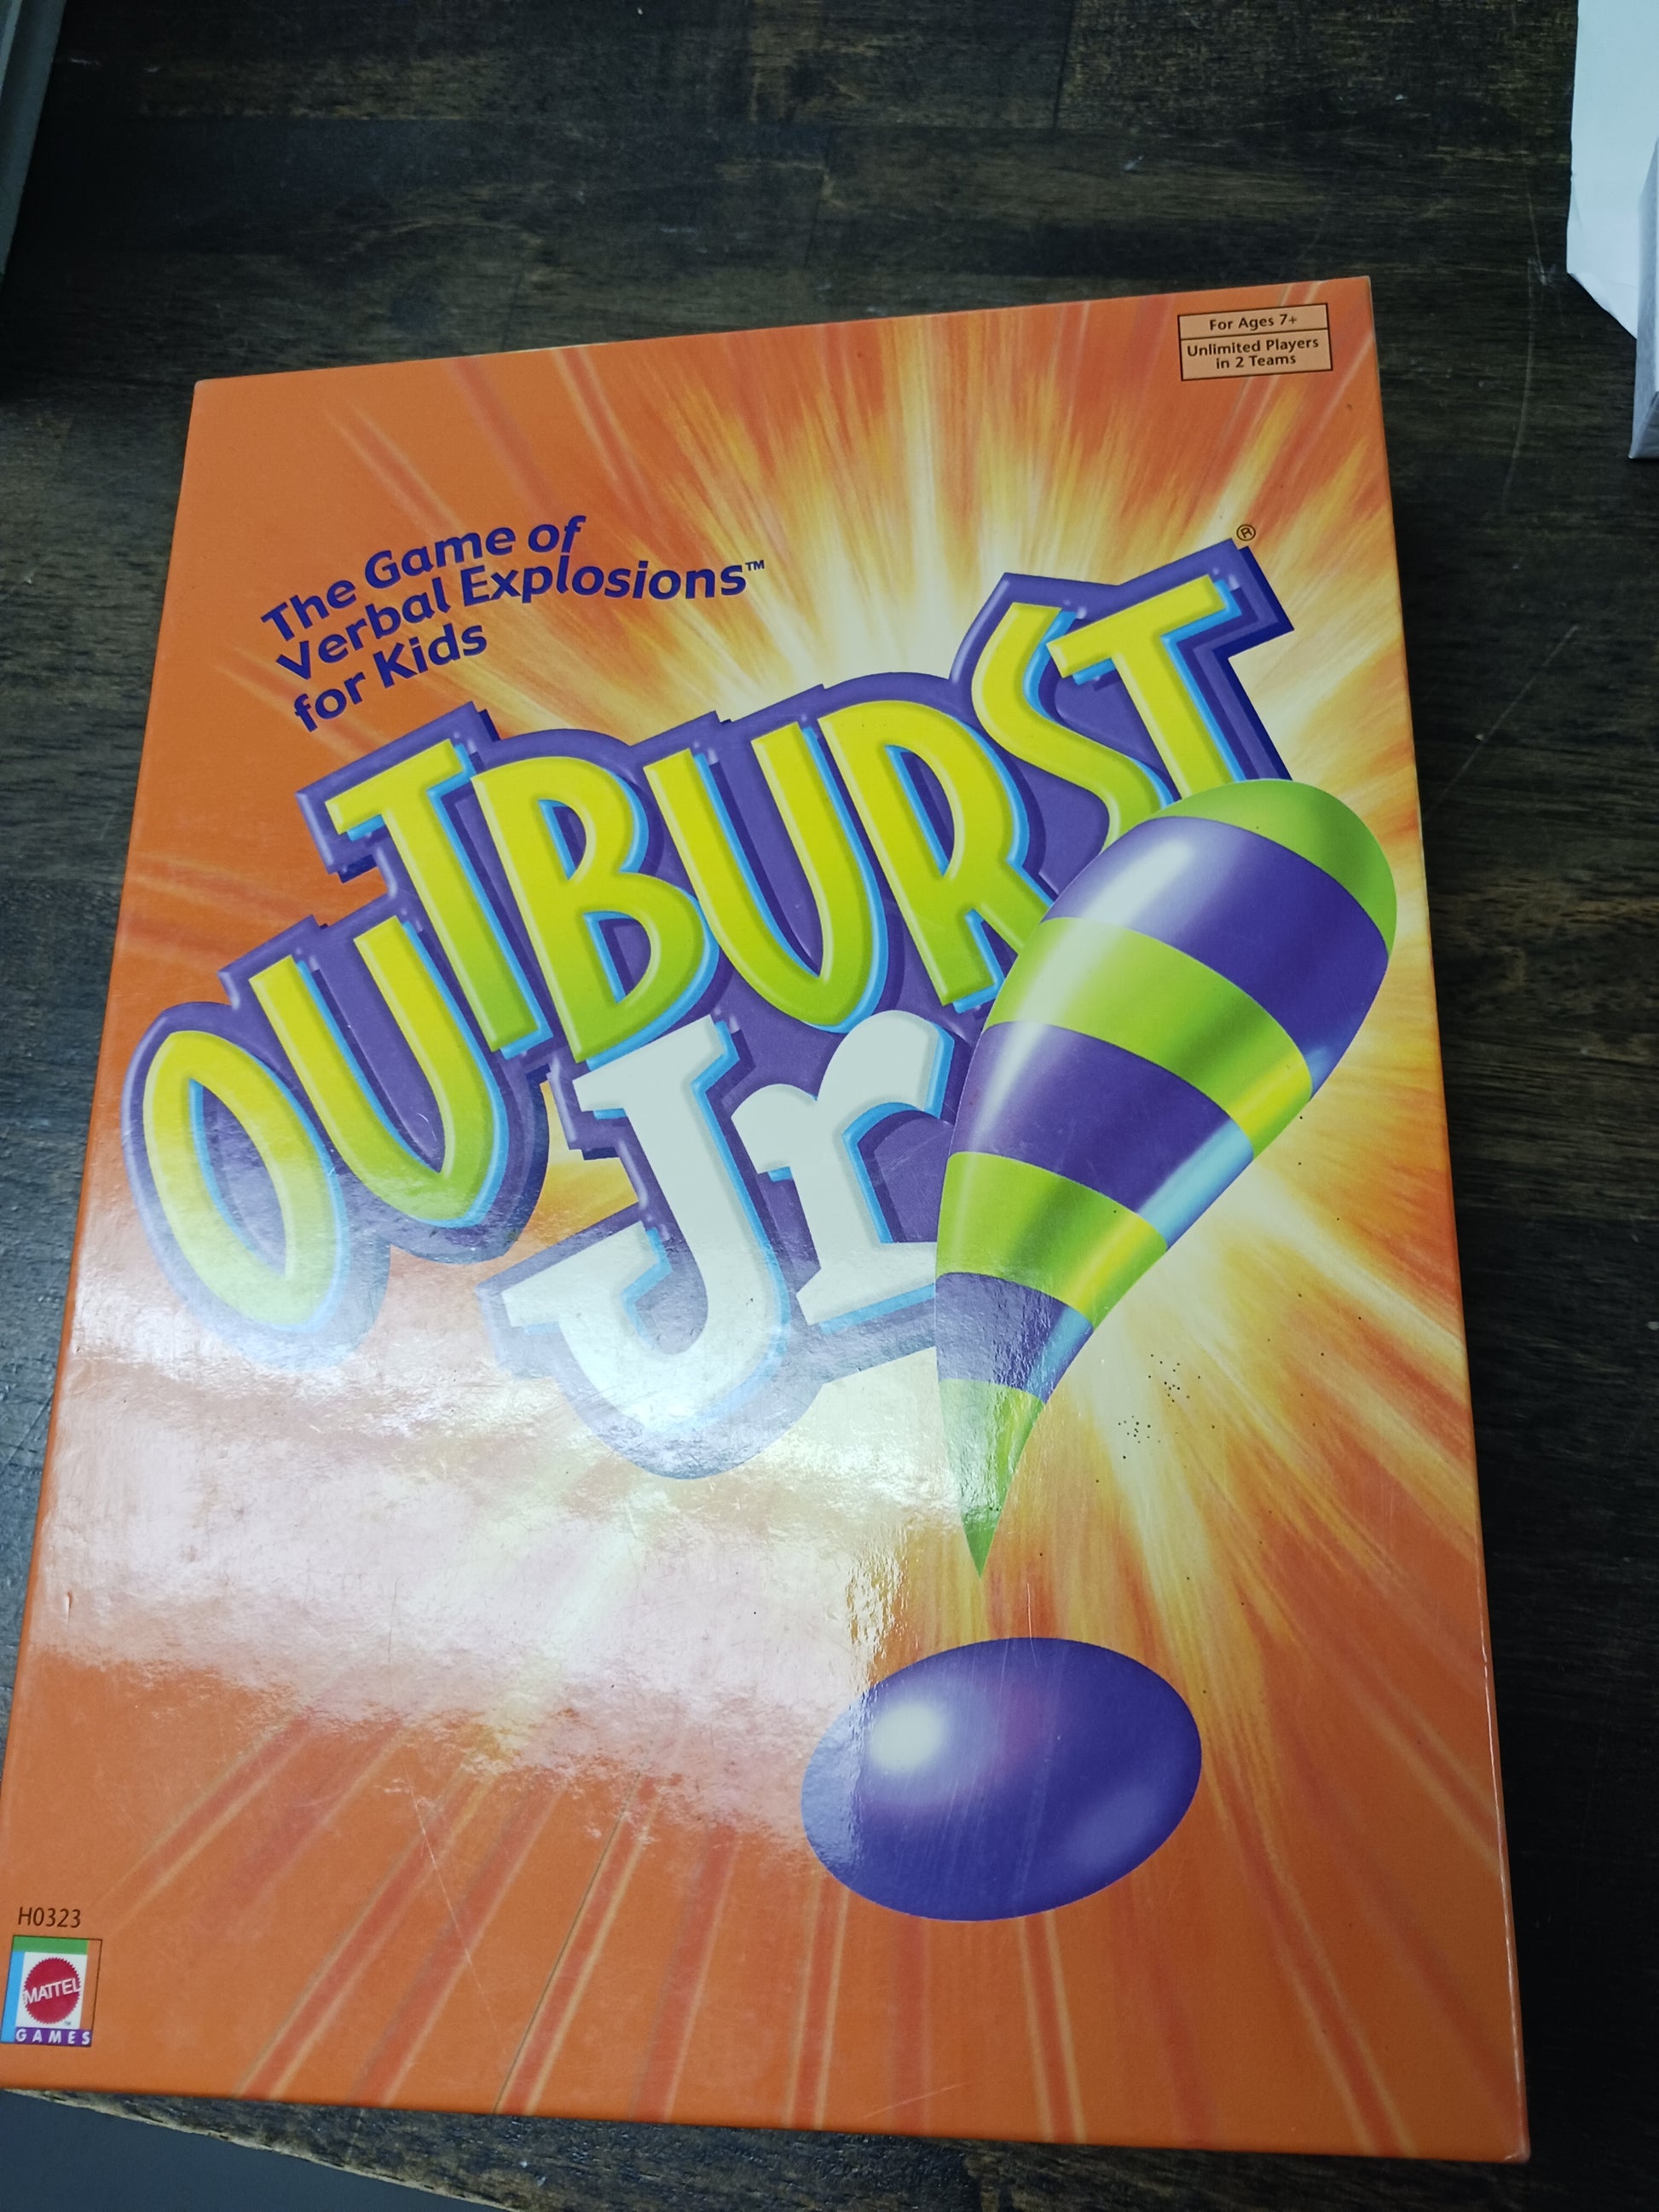 For Ages 7+
Unlimited Players
in 2 Teams
The Game of
Verbal Explosions™
for Kids
OUTBURST®
Jr
H0323
MATTEL
™
GAMES